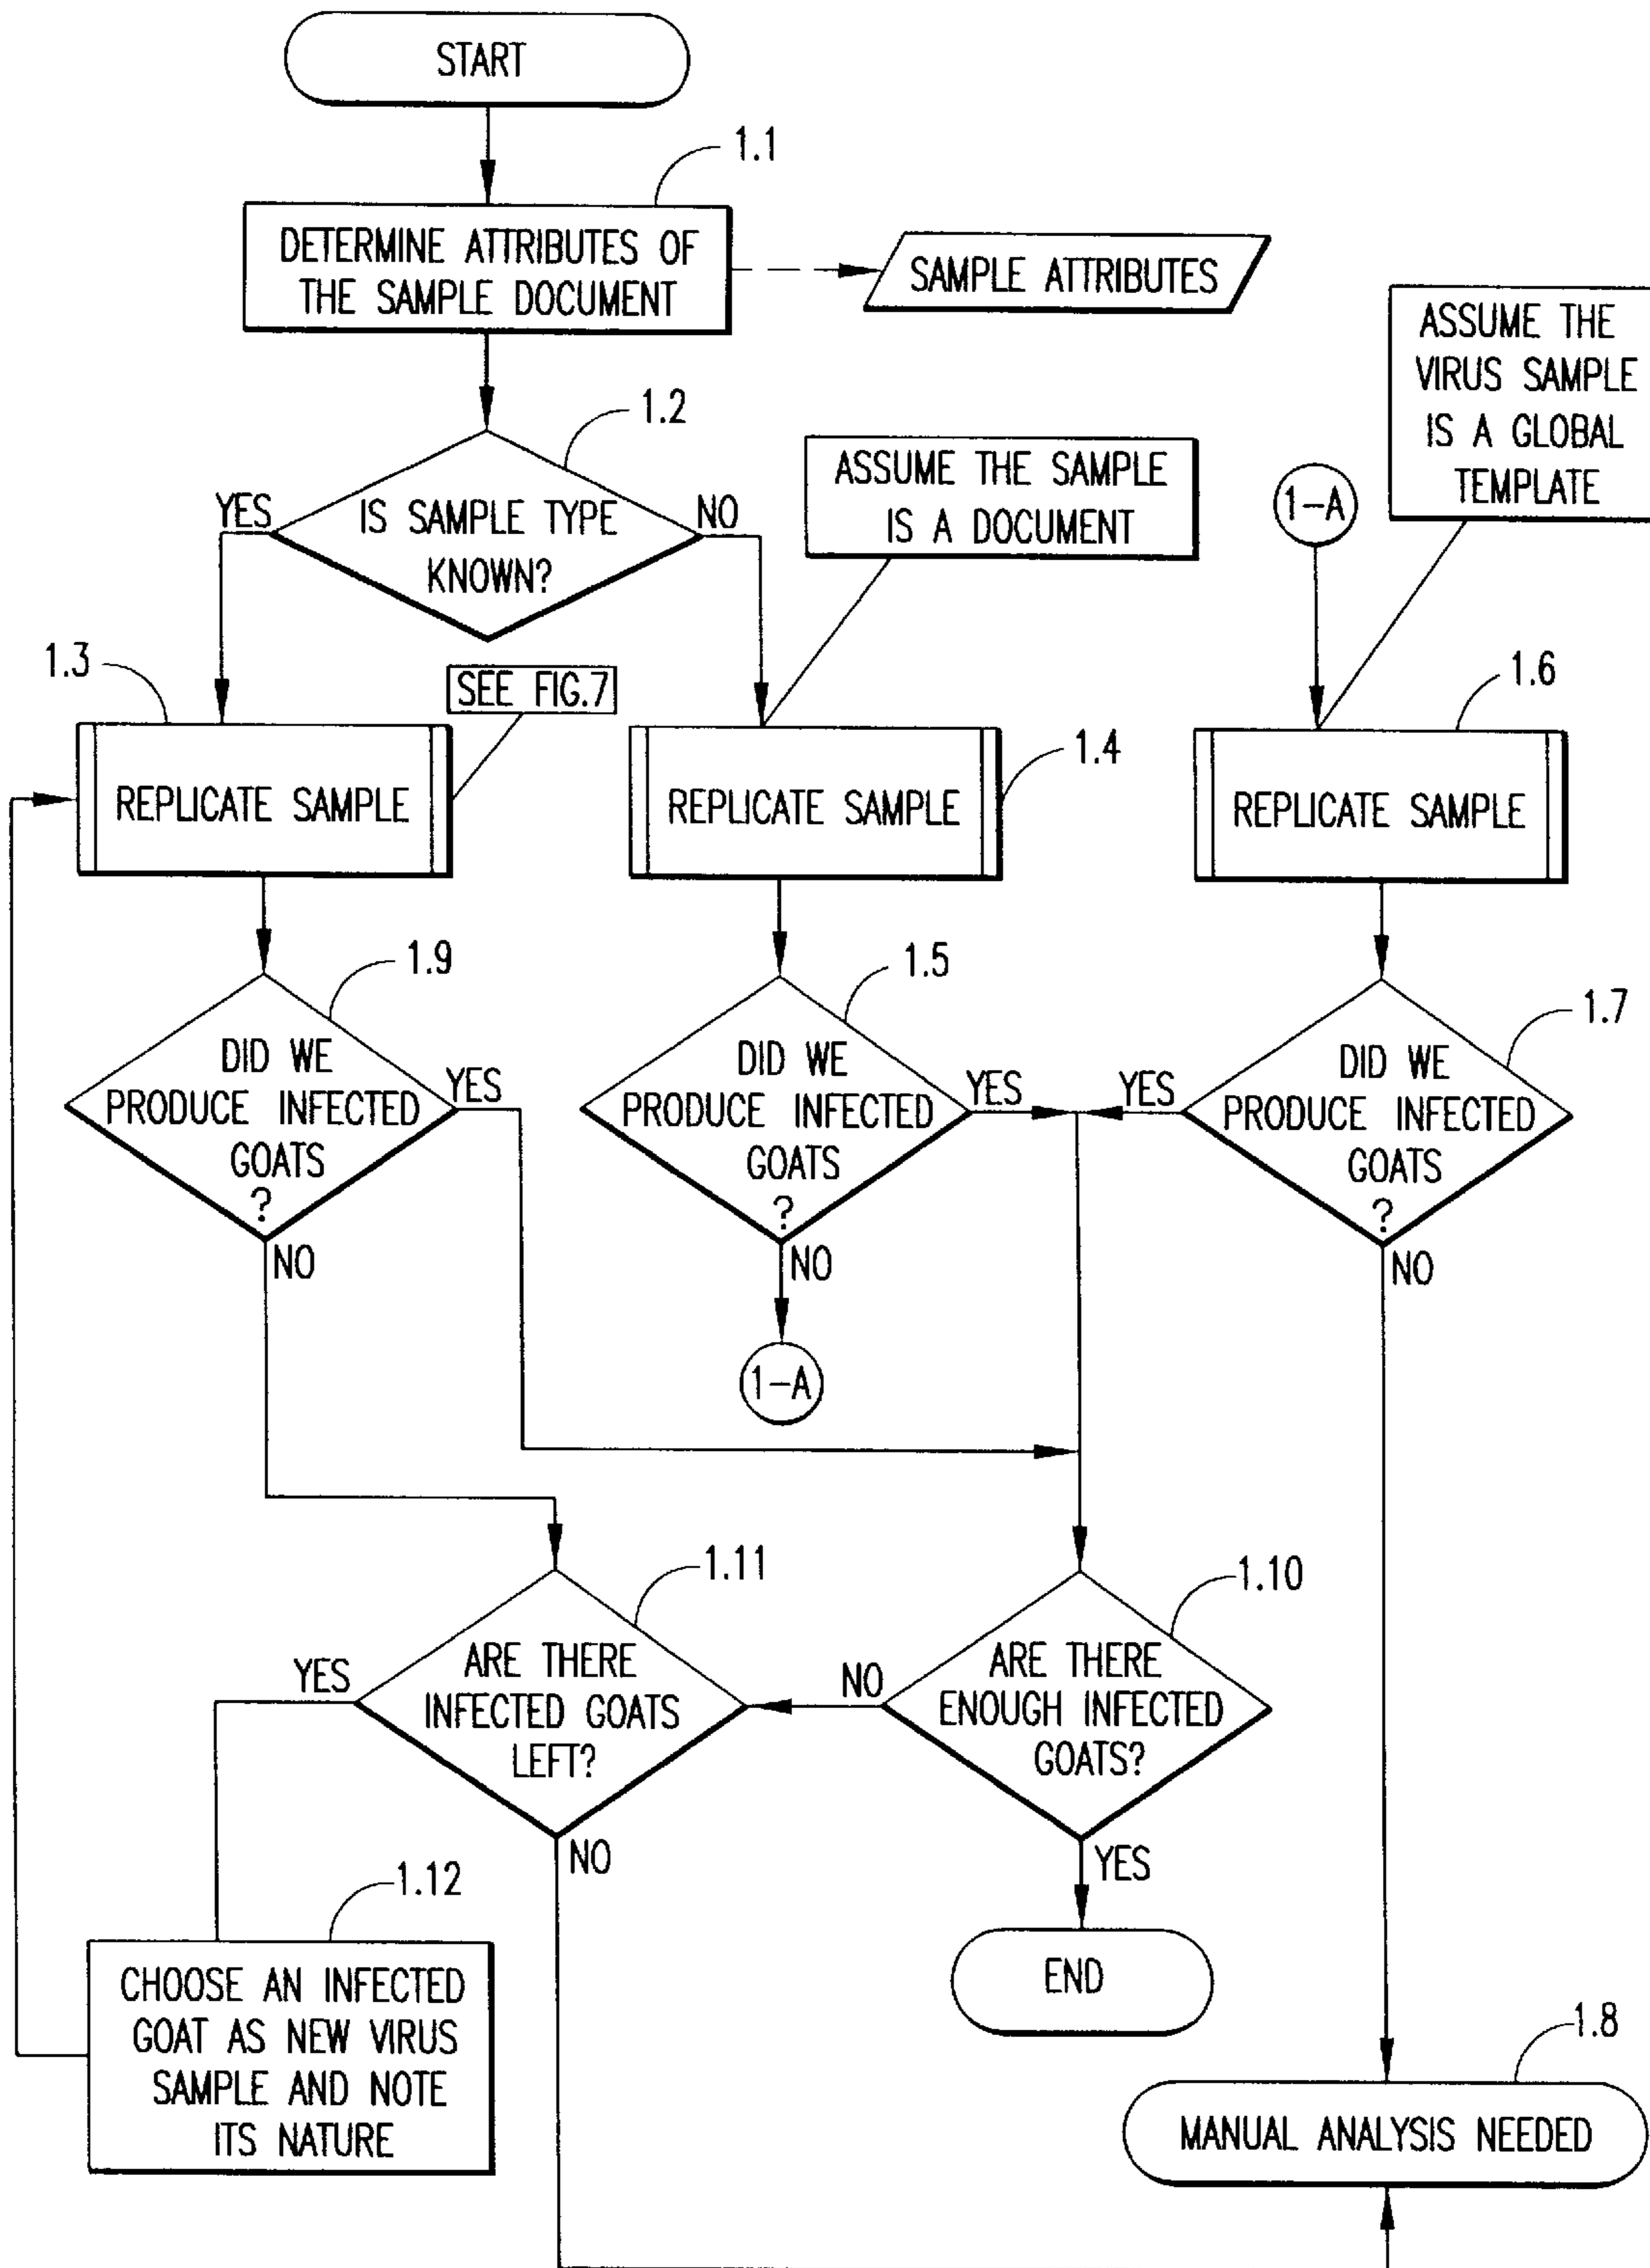 START
1.1
DETERMINE ATTRIBUTES OF
THE SAMPLE DOCUMENT
SAMPLE ATTRIBUTES
ASSUME THE
VIRUS SAMPLE
IS A GLOBAL
TEMPLATE
1.2
ASSUME THE SAMPLE
IS A DOCUMENT
1-A
YES
IS SAMPLE TYPE
KNOWN?
NO
1.3
SEE FIG.7
1.6
REPLICATE SAMPLE
REPLICATE SAMPLE
1.4
REPLICATE SAMPLE
1.9
DID WE
PRODUCE INFECTED
GOATS
?
YES
NO
1.5
DID WE
PRODUCE INFECTED
GOATS
?
YES
NO
1-A
1.7
YES
DID WE
PRODUCE INFECTED
GOATS
?
NO
1.11
YES
ARE THERE
INFECTED GOATS
LEFT?
NO
1.10
NO
ARE THERE
ENOUGH INFECTED
GOATS?
YES
END
1.12
CHOOSE AN INFECTED
GOAT AS NEW VIRUS
SAMPLE AND NOTE
ITS NATURE
1.8
MANUAL ANALYSIS NEEDED